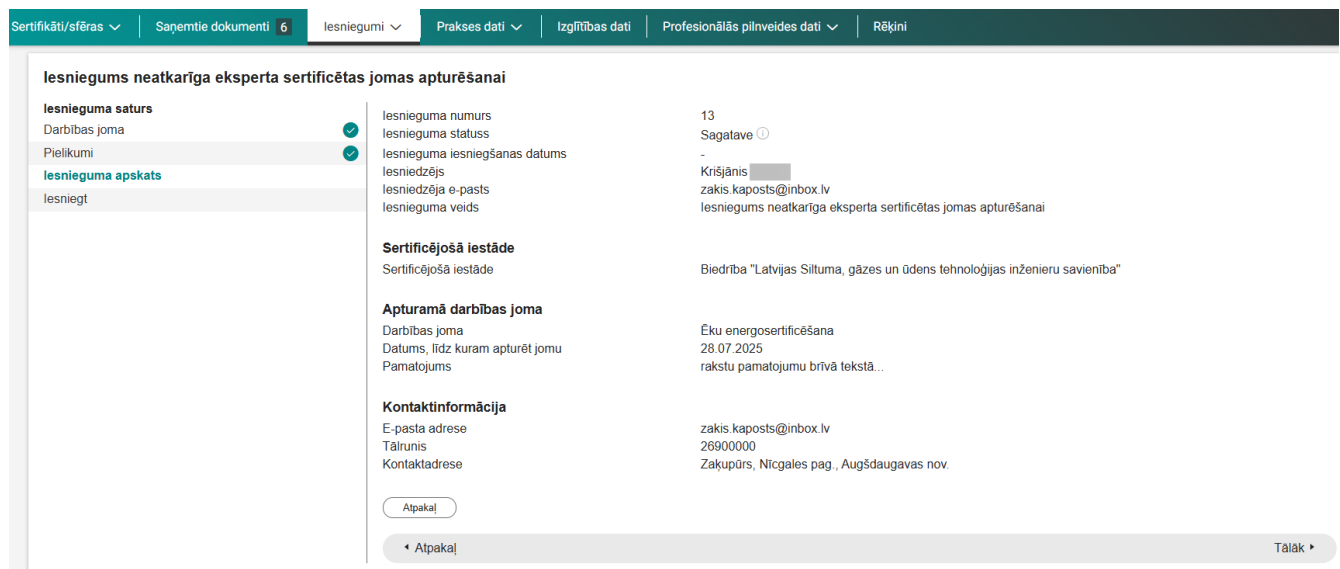 Sertifikāti/sfēras Saņemtie dokumenti 6 Iesniegumi Prakses dati Izglītības dati Profesionālās pilnveides dati Rēķini
Iesniegums neatkarīga eksperta sertificētas jomas apturēšanai
Iesnieguma saturs
Darbības joma
Pielikumi
Iesnieguma apskats
Iesniegt
Iesnieguma numurs 13
Iesnieguma statuss Sagatave
Iesnieguma iesniegšanas datums -
Iesniedzējs Krišjānis
Iesniedzēja e-pasts zakis.kaposts@inbox.lv
Iesnieguma veids Iesniegums neatkarīga eksperta sertificētas jomas apturēšanai
Sertificējošā iestāde
Sertificējošā iestāde Biedrība "Latvijas Siltuma, gāzes un ūdens tehnoloģijas inženieru savienība"
Apturamā darbības joma
Darbības joma Ēku energosertificēšana
Datums, līdz kuram apturēt jomu 28.07.2025
Pamatojums rakstu pamatojumu brīvā tekstā...
Kontaktinformācija
E-pasta adrese zakis.kaposts@inbox.lv
Tālrunis 26900000
Kontaktadrese Zaķupūrs, Nīcgales pag., Augšdaugavas nov.
Atpakaļ
Atpakaļ Tālāk